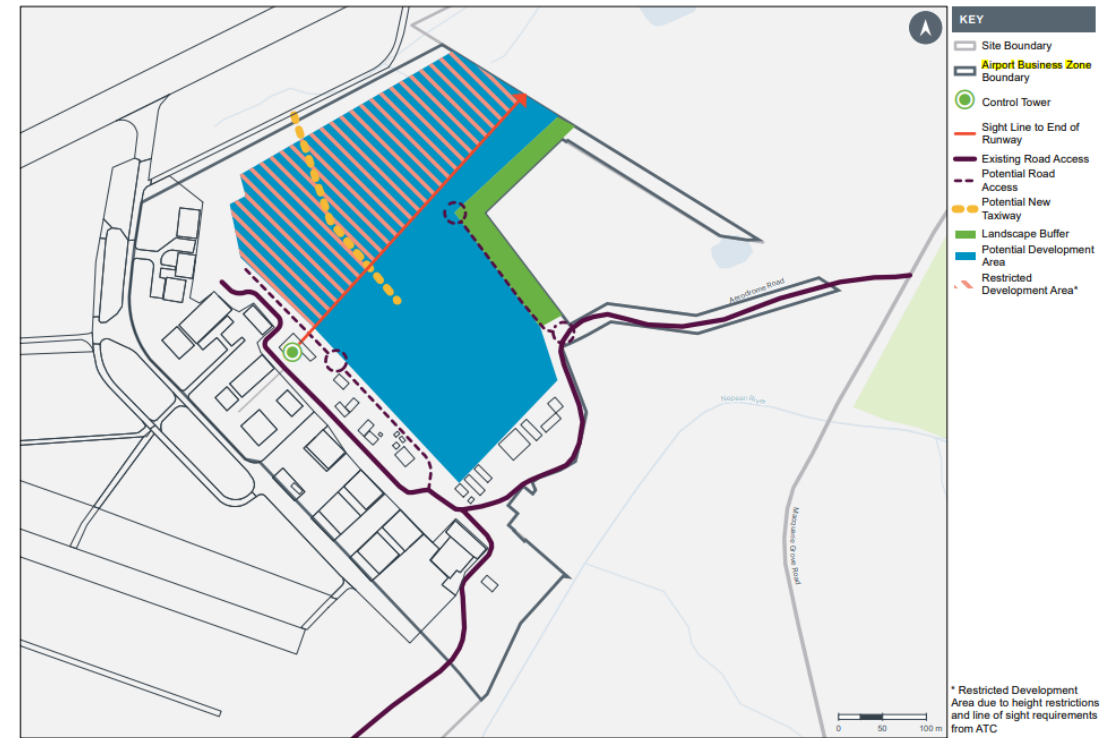 KEY
Site Boundary
Airport Business Zone
Boundary
Control Tower
Sight Line to End of
Runway
Existing Road Access
Potential Road
Access
Potential New
Taxiway
Landscape Buffer
Potential Development
Area
Restricted
Development Area*
Aerodrome Road
Nepean River
Macquarie Grove Road
0 50 100 m
* Restricted Development
Area due to height restrictions
and line of sight requirements
from ATC